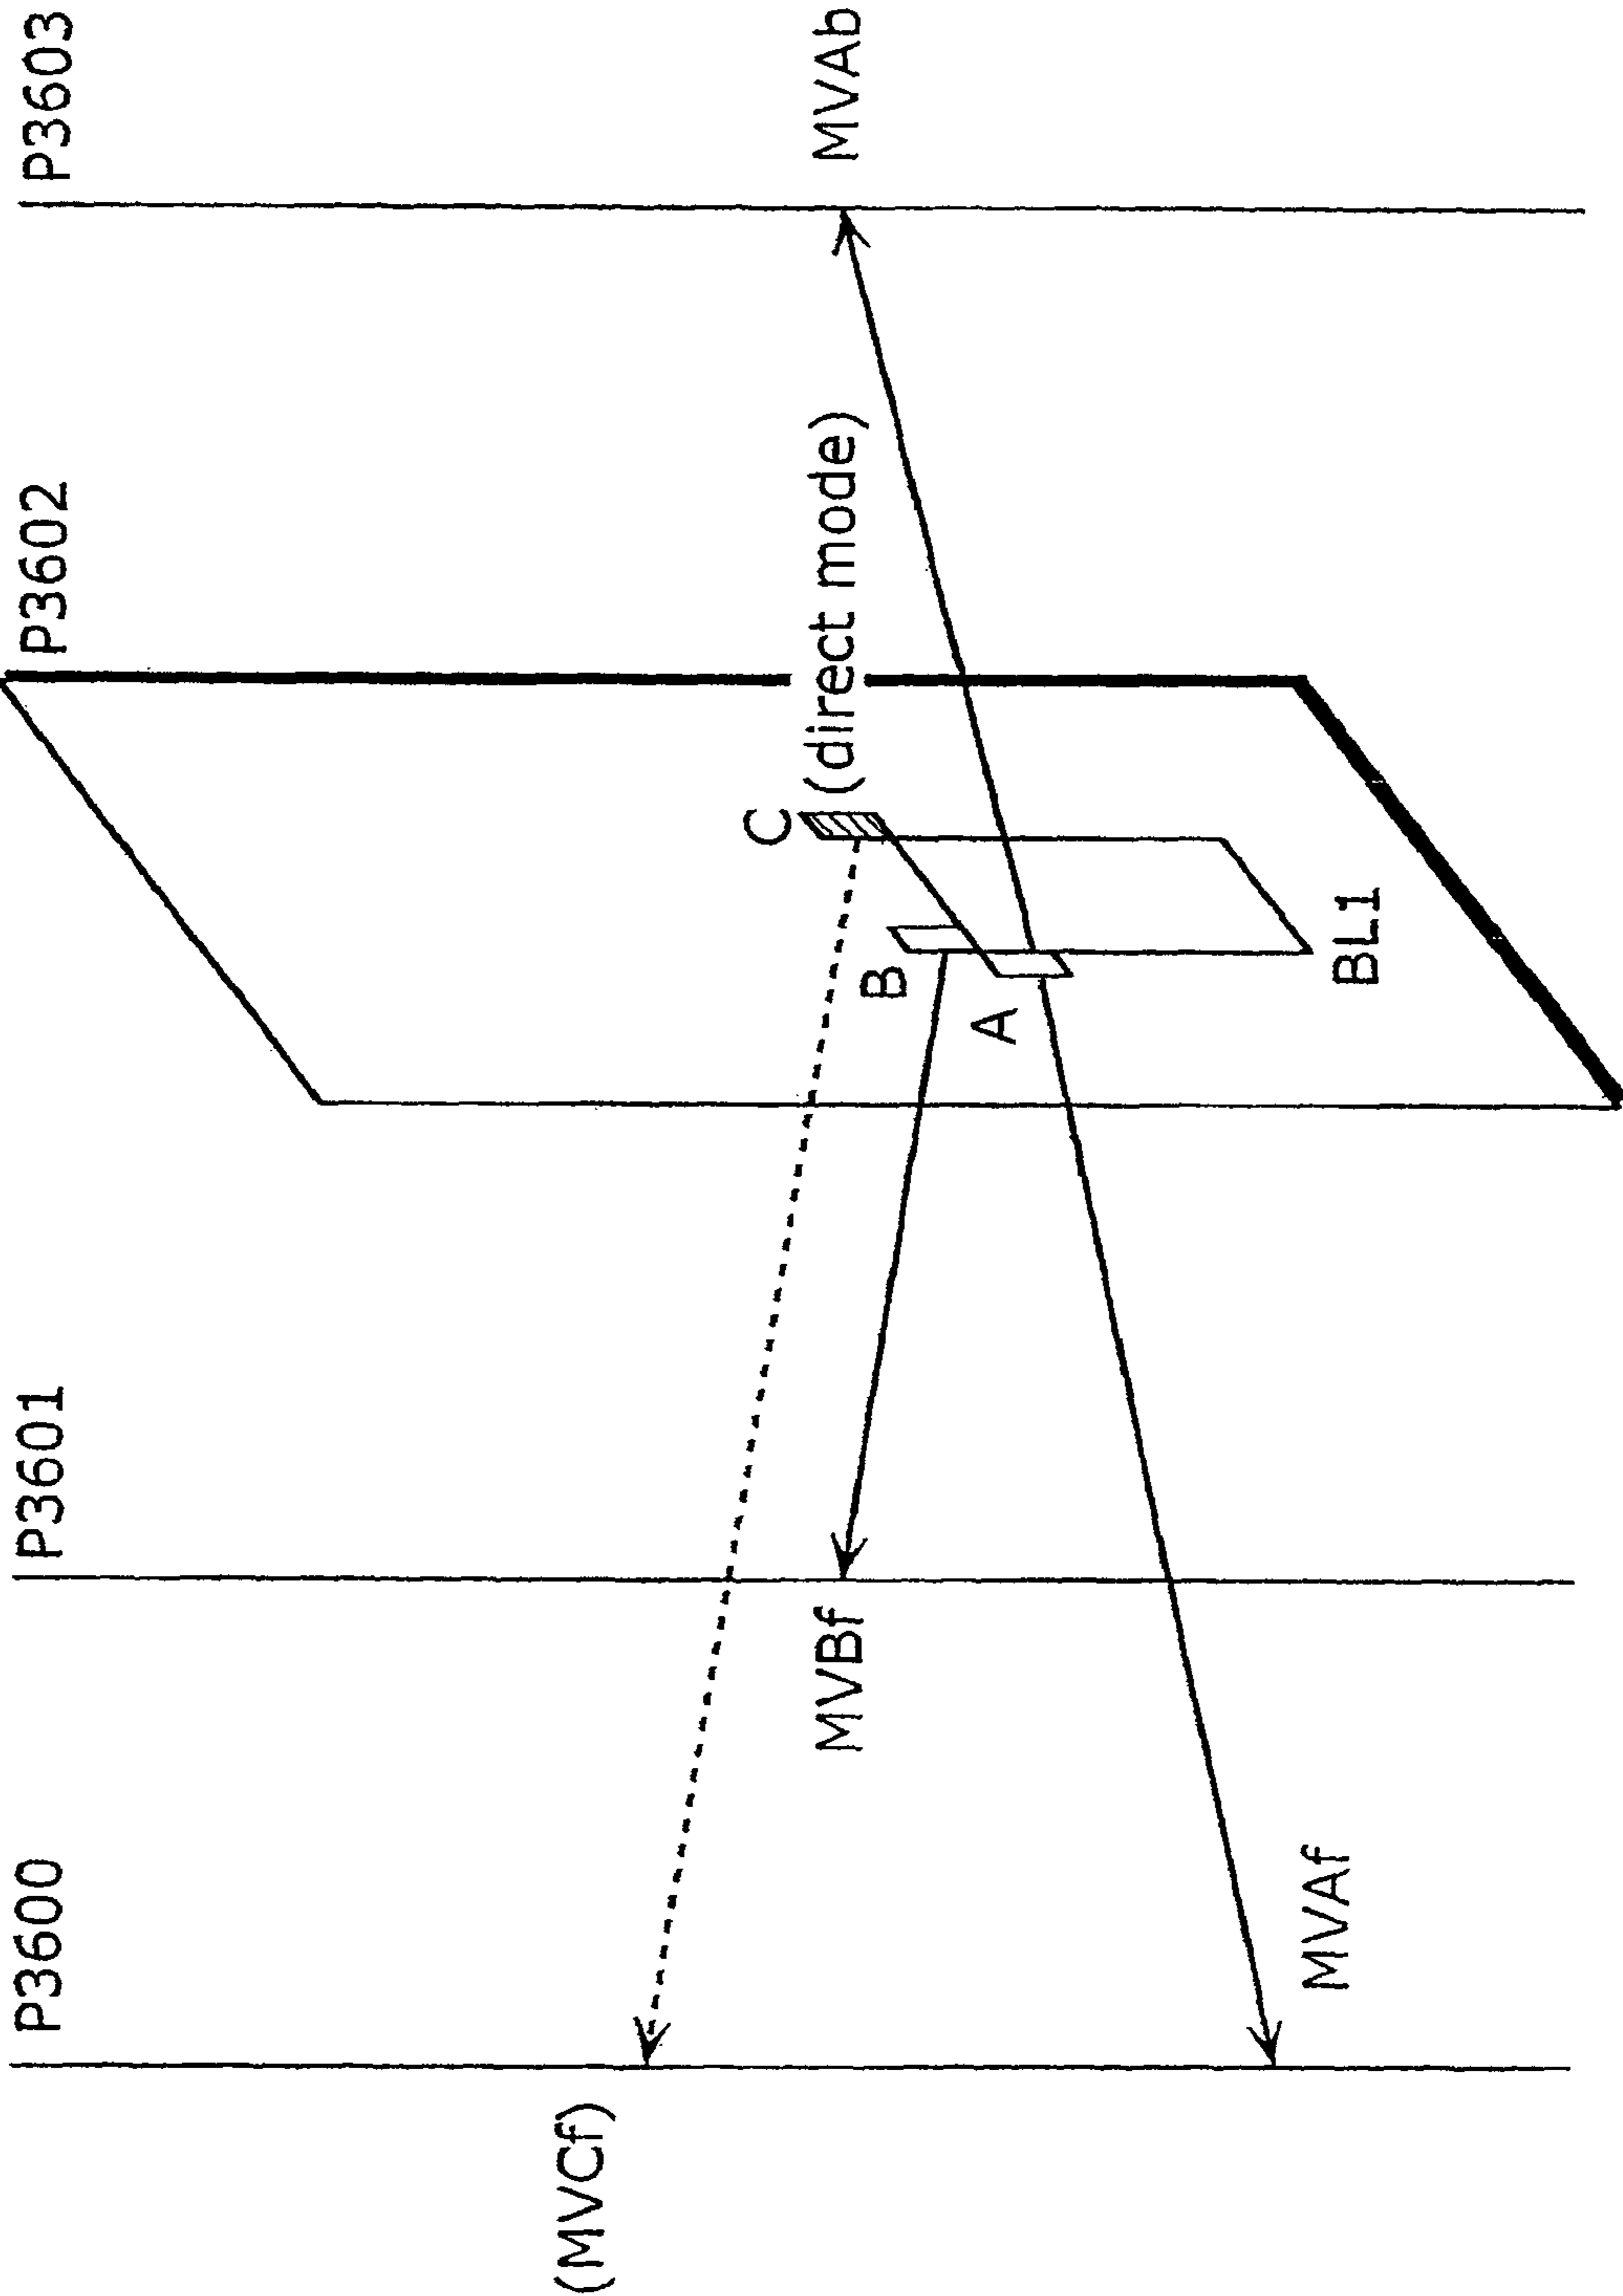 P3600 P3601 P3602 P3603
(MVCf)
C
MVBf (direct mode) MVAb
B
A
MVAf
BL1